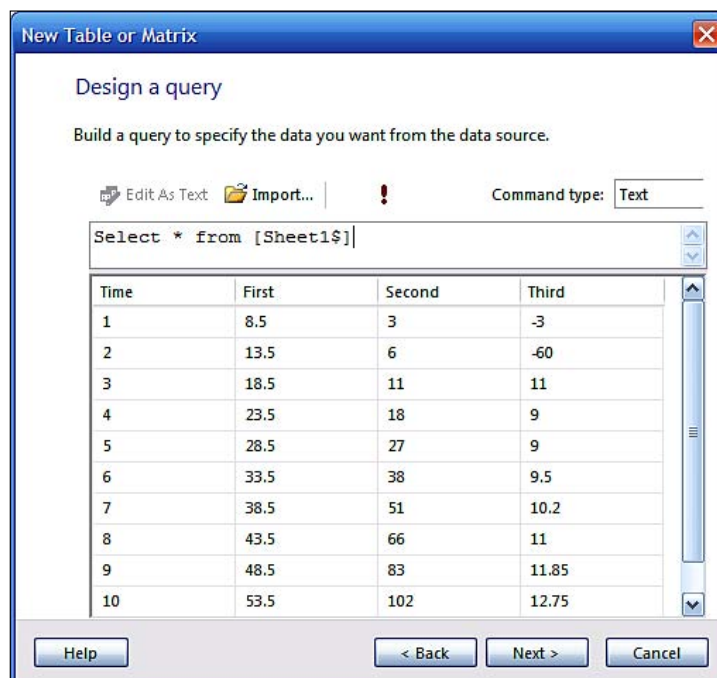 New Table or Matrix
Design a query
Build a query to specify the data you want from the data source.
Edit As Text Import... ! Command type: Text
Select * from [Sheet1$]
Time First Second Third
1 8.5 3 -3
2 13.5 6 -60
3 18.5 11 11
4 23.5 18 9
5 28.5 27 9
6 33.5 38 9.5
7 38.5 51 10.2
8 43.5 66 11
9 48.5 83 11.85
10 53.5 102 12.75
Help < Back Next > Cancel